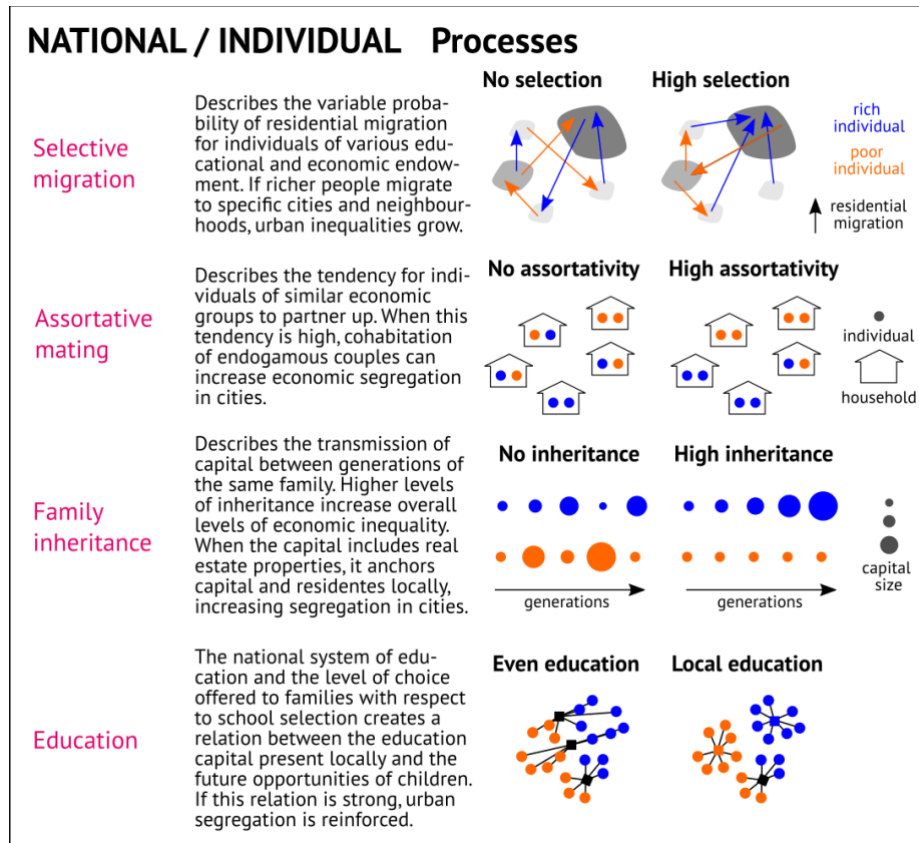 NATIONAL / INDIVIDUAL Processes
Selective
migration
Describes the variable proba-
bility of residential migration
for individuals of various edu-
cational and economic endow-
ment. If richer people migrate
to specific cities and neighbour-
hoods, urban inequalities grow.
No selection
High selection
rich
individual
poor
individual
residential
migration
Assortative
mating
Describes the tendency for indi-
viduals of similar economic
groups to partner up. When this
tendency is high, cohabitation
of endogamous couples can
increase economic segregation
in cities.
No assortativity
High assortativity
individual
household
Family
inheritance
Describes the transmission of
capital between generations of
the same family. Higher levels
of inheritance increase overall
levels of economic inequality.
When the capital includes real
estate properties, it anchors
capital and residentes locally,
increasing segregation in cities.
No inheritance
High inheritance
generations
generations
capital
size
Education
The national system of edu-
cation and the level of choice
offered to families with respect
to school selection creates a
relation between the education
capital present locally and the
future opportunities of children.
If this relation is strong, urban
segregation is reinforced.
Even education
Local education